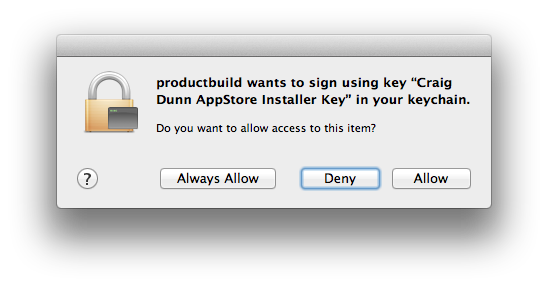 productbuild wants to sign using key “Craig
Dunn AppStore Installer Key” in your keychain.
Do you want to allow access to this item?
?
Always Allow
Deny
Allow